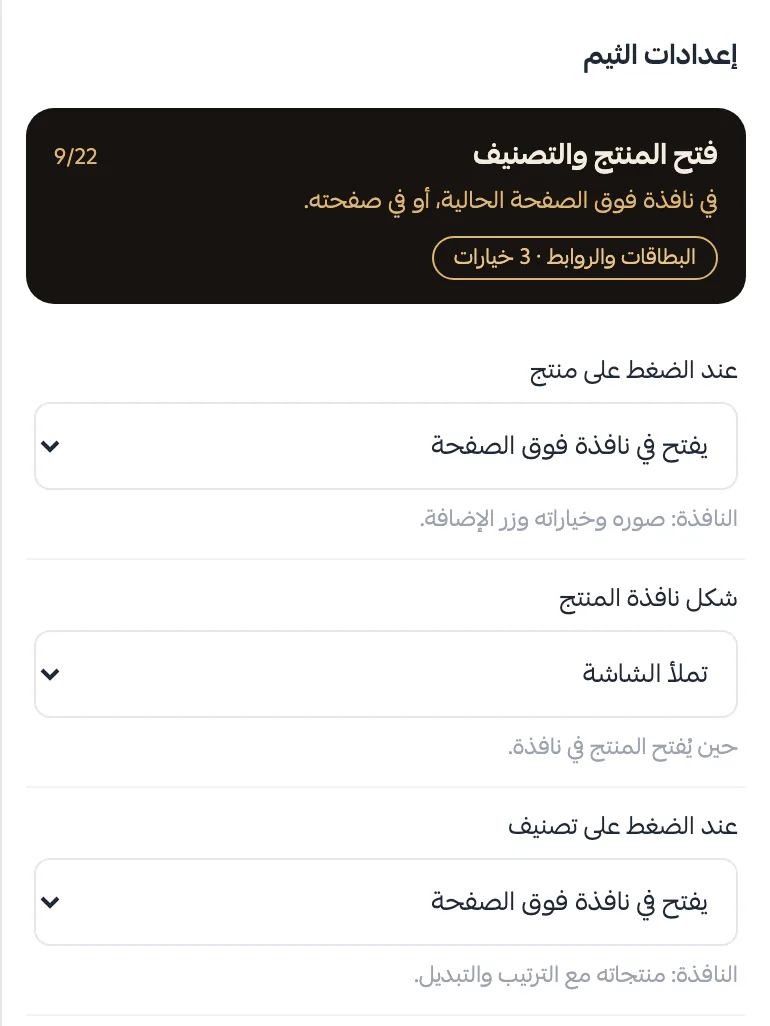 إعدادات الثيم
فتح المنتج والتصنيف
9/22
في نافذة فوق الصفحة الحالية، أو في صفحته.
البطاقات والروابط · 3 خيارات
عند الضغط على منتج
يفتح في نافذة فوق الصفحة
النافذة: صوره وخياراته وزر الإضافة.
شكل نافذة المنتج
تملأ الشاشة
حين يُفتح المنتج في نافذة.
عند الضغط على تصنيف
يفتح في نافذة فوق الصفحة
النافذة: منتجاته مع الترتيب والتبديل.